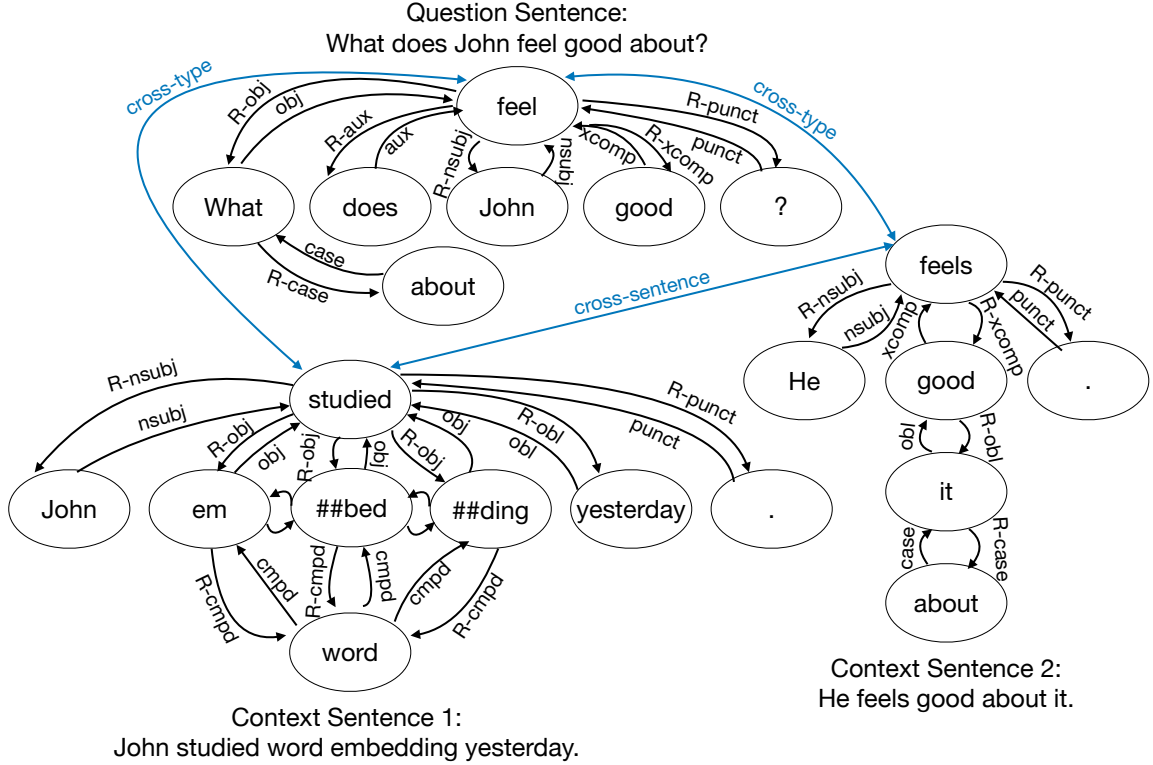 Question Sentence:
What does John feel good about?
cross-type
cross-type
feel
R-obj
obj
R-aux
aux
R-nsubj
nsubj
xcomp
R-xcomp
R-punct
punct
What
does
John
good
?
case
R-case
about
cross-sentence
feels
R-nsubj
nsubj
xcomp
R-xcomp
R-punct
punct
He
good
.
obl
R-obl
it
case
R-case
about
studied
R-nsubj
nsubj
R-obj
obj
R-obj
obj
R-obj
obj
R-obl
obl
R-punct
punct
John
em
##bed
##ding
yesterday
.
R-cmpd
cmpd
R-cmpd
cmpd
cmpd
R-cmpd
word
Context Sentence 2:
He feels good about it.
Context Sentence 1:
John studied word embedding yesterday.